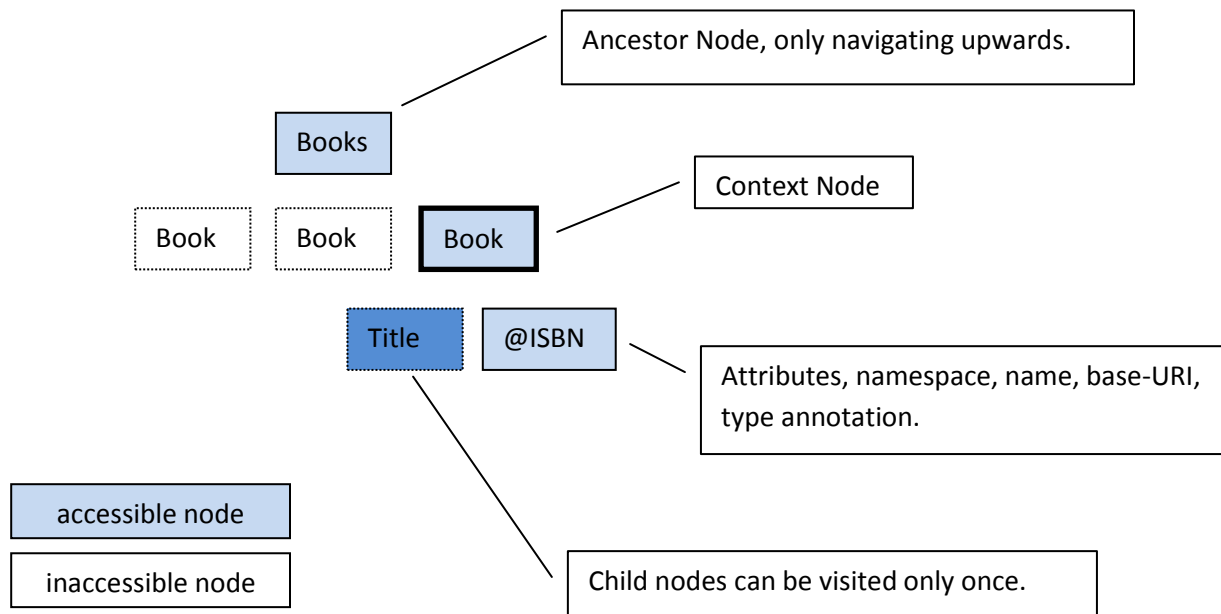 Ancestor Node, only navigating upwards.
Books
Context Node
Book
Book
Book
Title
@ISBN
Attributes, namespace, name, base-URI,
type annotation.
accessible node
inaccessible node
Child nodes can be visited only once.